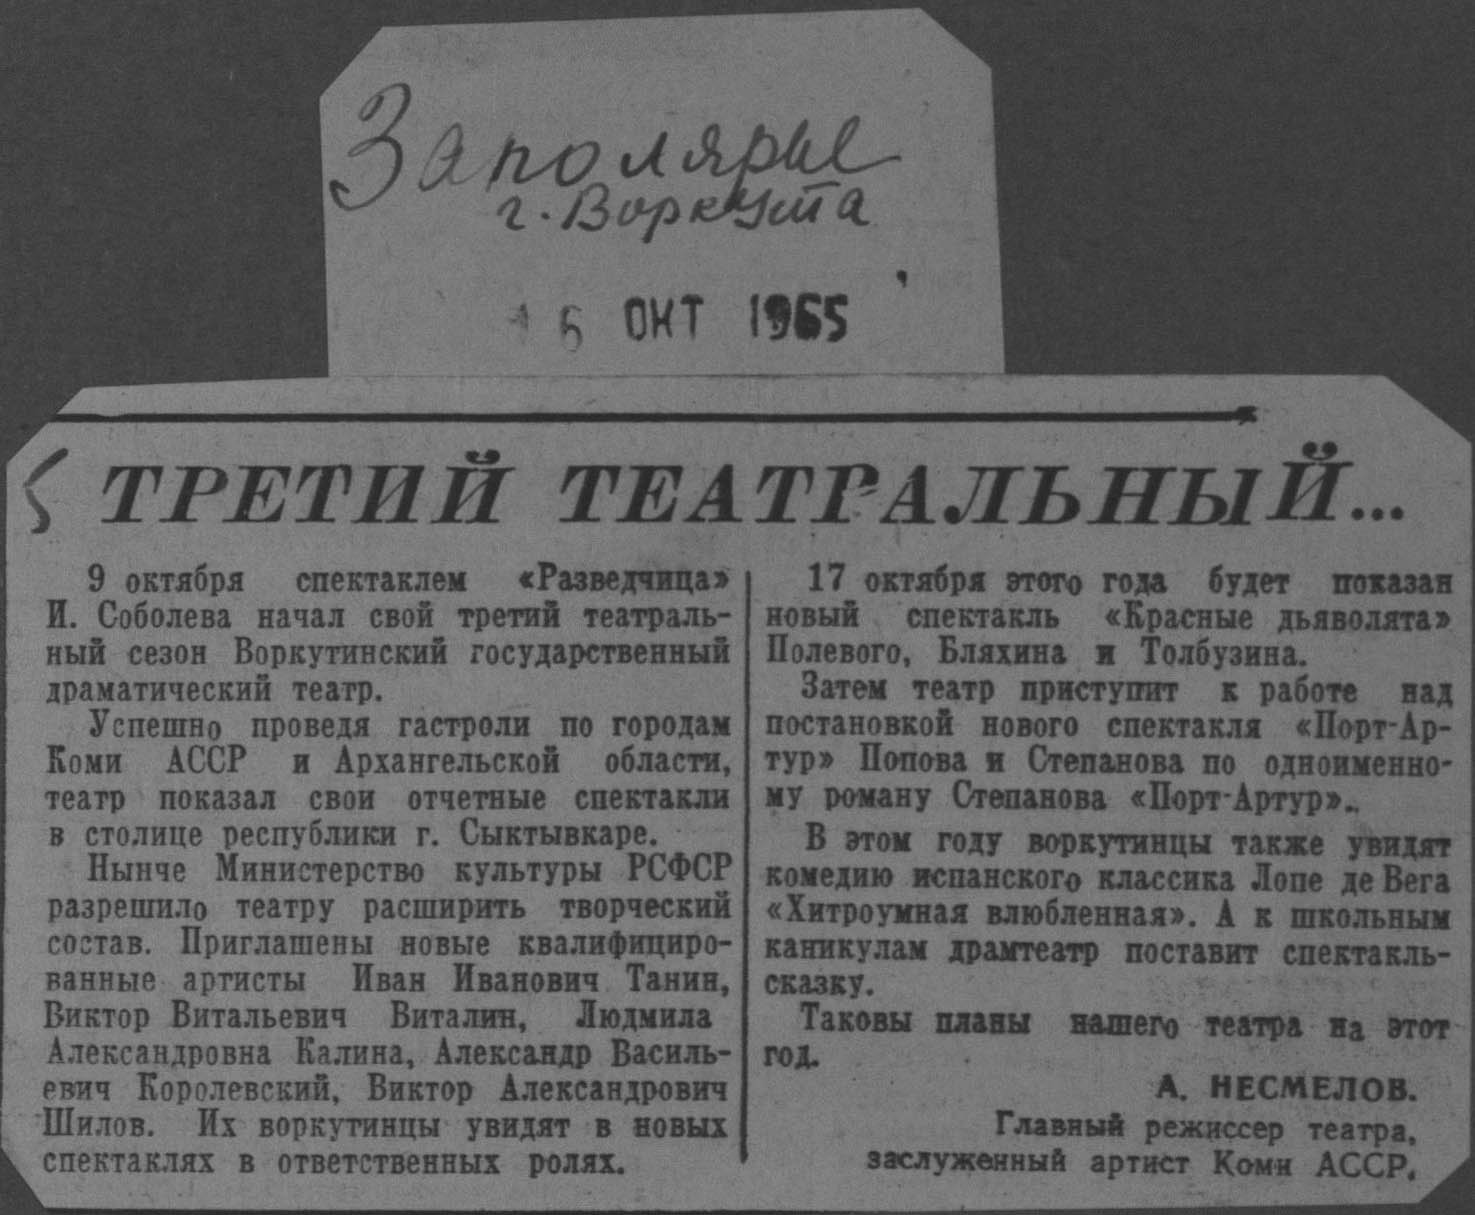 Заполярье
г. Воркута
16 ОКТ 1965
ТРЕТИЙ ТЕАТРАЛЬНЫЙ...
9 октября спектаклем «Разведчица»
И. Соболева начал свой третий театраль-
ный сезон Воркутинский государственный
драматический театр.
Успешно проведя гастроли по городам
Коми АССР и Архангельской области,
театр показал свои отчетные спектакли
в столице республики г. Сыктывкаре.
Нынче Министерство культуры РСФСР
разрешило театру расширить творческий
состав. Приглашены новые квалифициро-
ванные артисты Иван Иванович Танин,
Виктор Витальевич Виталин, Людмила
Александровна Калина, Александр Василь-
евич Королевский, Виктор Александрович
Шилов. Их воркутинцы увидят в новых
спектаклях в ответственных ролях.
17 октября этого года будет показан
новый спектакль «Красные дьяволята»
Полевого, Бляхина и Толбузина.
Затем театр приступит к работе над
постановкой нового спектакля «Порт-Ар-
тур» Попова и Степанова по одноименно-
му роману Степанова «Порт-Артур»..
В этом году воркутинцы также увидят
комедию испанского классика Лопе де Вега
«Хитроумная влюбленная». А к школьным
каникулам драмтеатр поставит спектакль-
сказку.
Таковы планы нашего театра на этот
год.
А. НЕСМЕЛОВ.
Главный режиссер театра,
заслуженный артист Коми АССР.